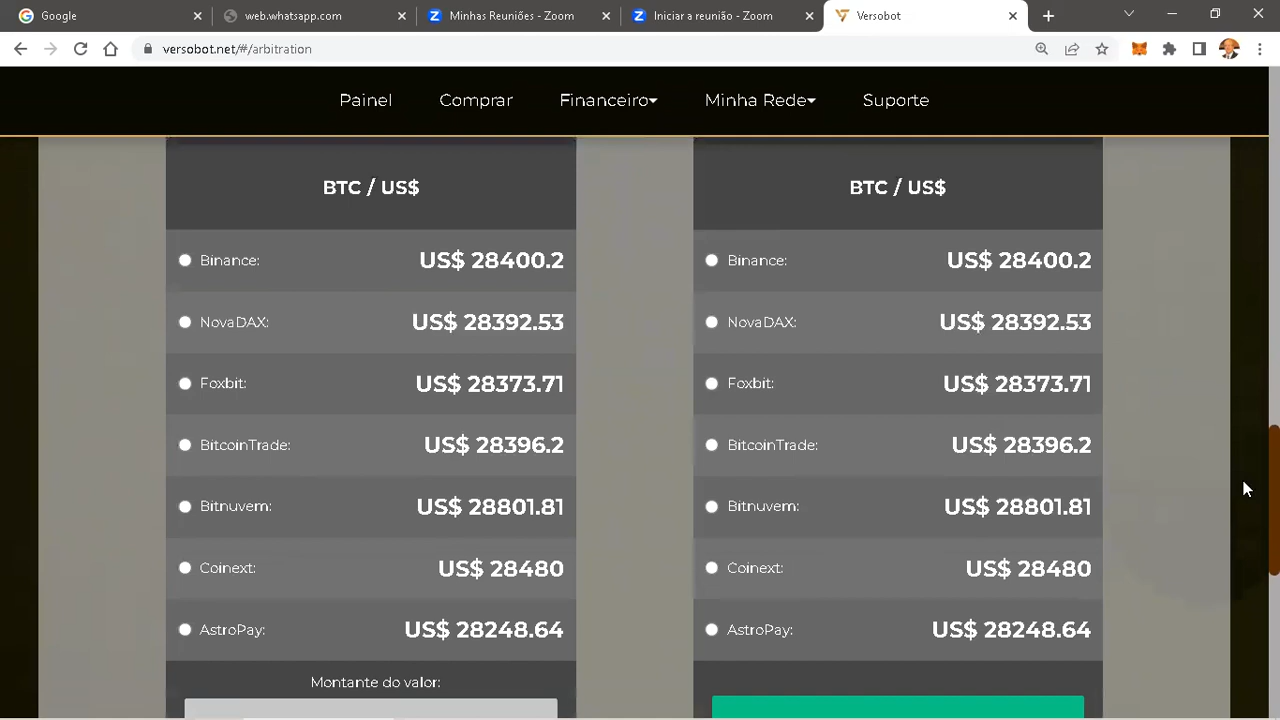 Google
web.whatsapp.com
Minhas Reuniões - Zoom
Iniciar a reunião - Zoom
Versobot
versobot.net/#/arbitration
Painel
Comprar
Financeiro
Minha Rede
Suporte
BTC / US$
Binance: US$ 28400.2
NovaDAX: US$ 28392.53
Foxbit: US$ 28373.71
BitcoinTrade: US$ 28396.2
Bitnuvem: US$ 28801.81
Coinext: US$ 28480
AstroPay: US$ 28248.64
Montante do valor:
BTC / US$
Binance: US$ 28400.2
NovaDAX: US$ 28392.53
Foxbit: US$ 28373.71
BitcoinTrade: US$ 28396.2
Bitnuvem: US$ 28801.81
Coinext: US$ 28480
AstroPay: US$ 28248.64